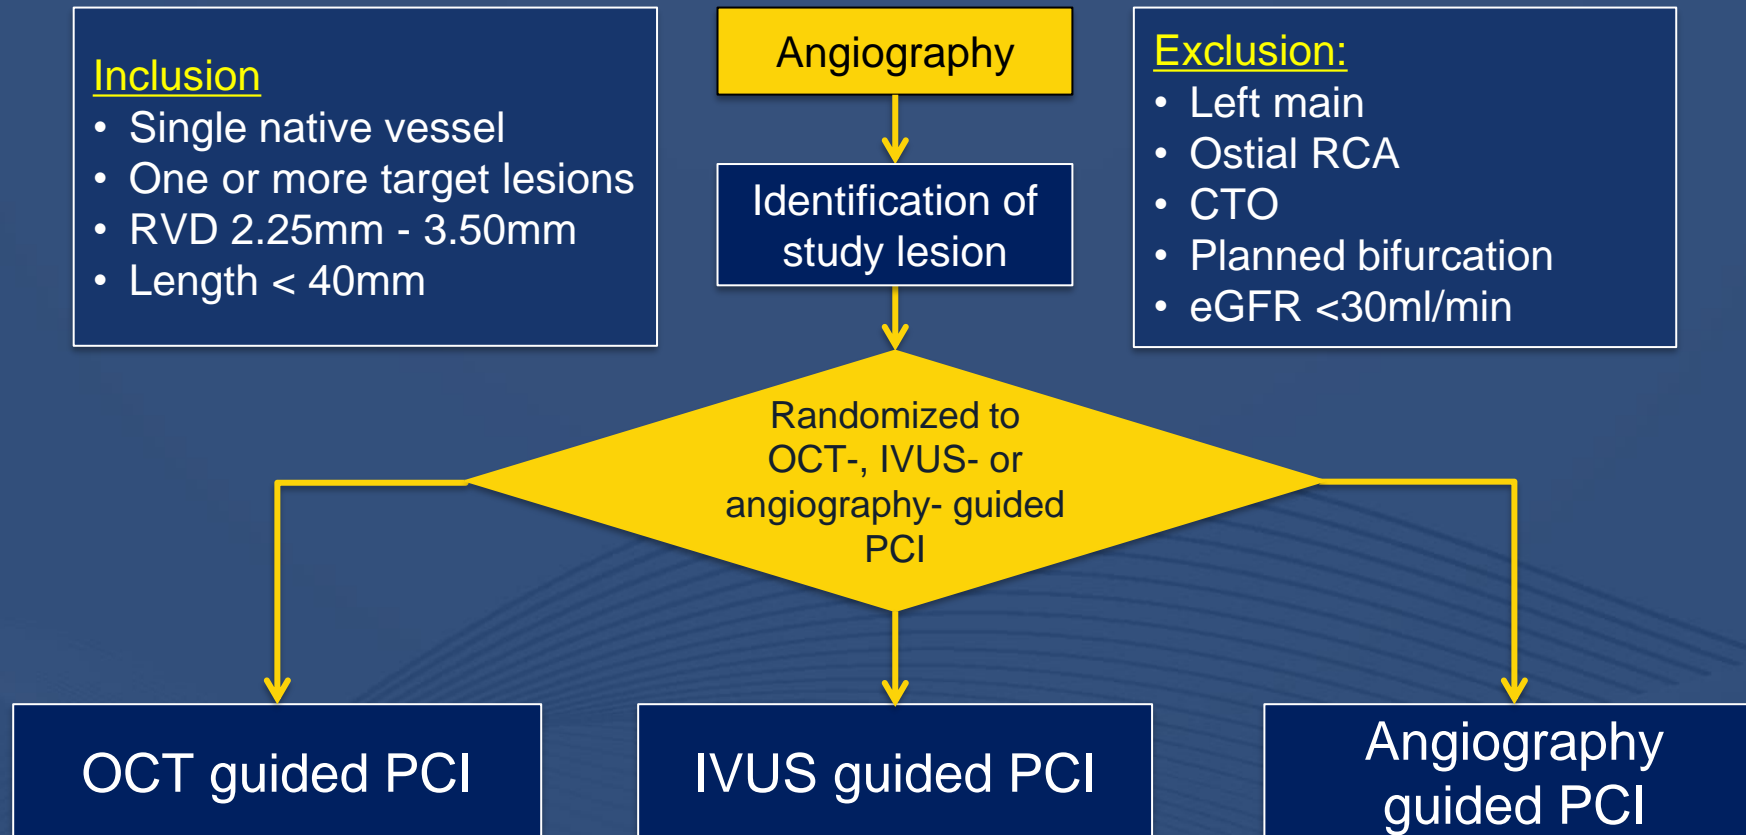 Inclusion
• Single native vessel
• One or more target lesions
• RVD 2.25mm - 3.50mm
• Length < 40mm
Angiography
Identification of
study lesion
Exclusion:
• Left main
• Ostial RCA
• CTO
• Planned bifurcation
• eGFR <30ml/min
Randomized to
OCT-, IVUS- or
angiography- guided
PCI
OCT guided PCI
IVUS guided PCI
Angiography
guided PCI